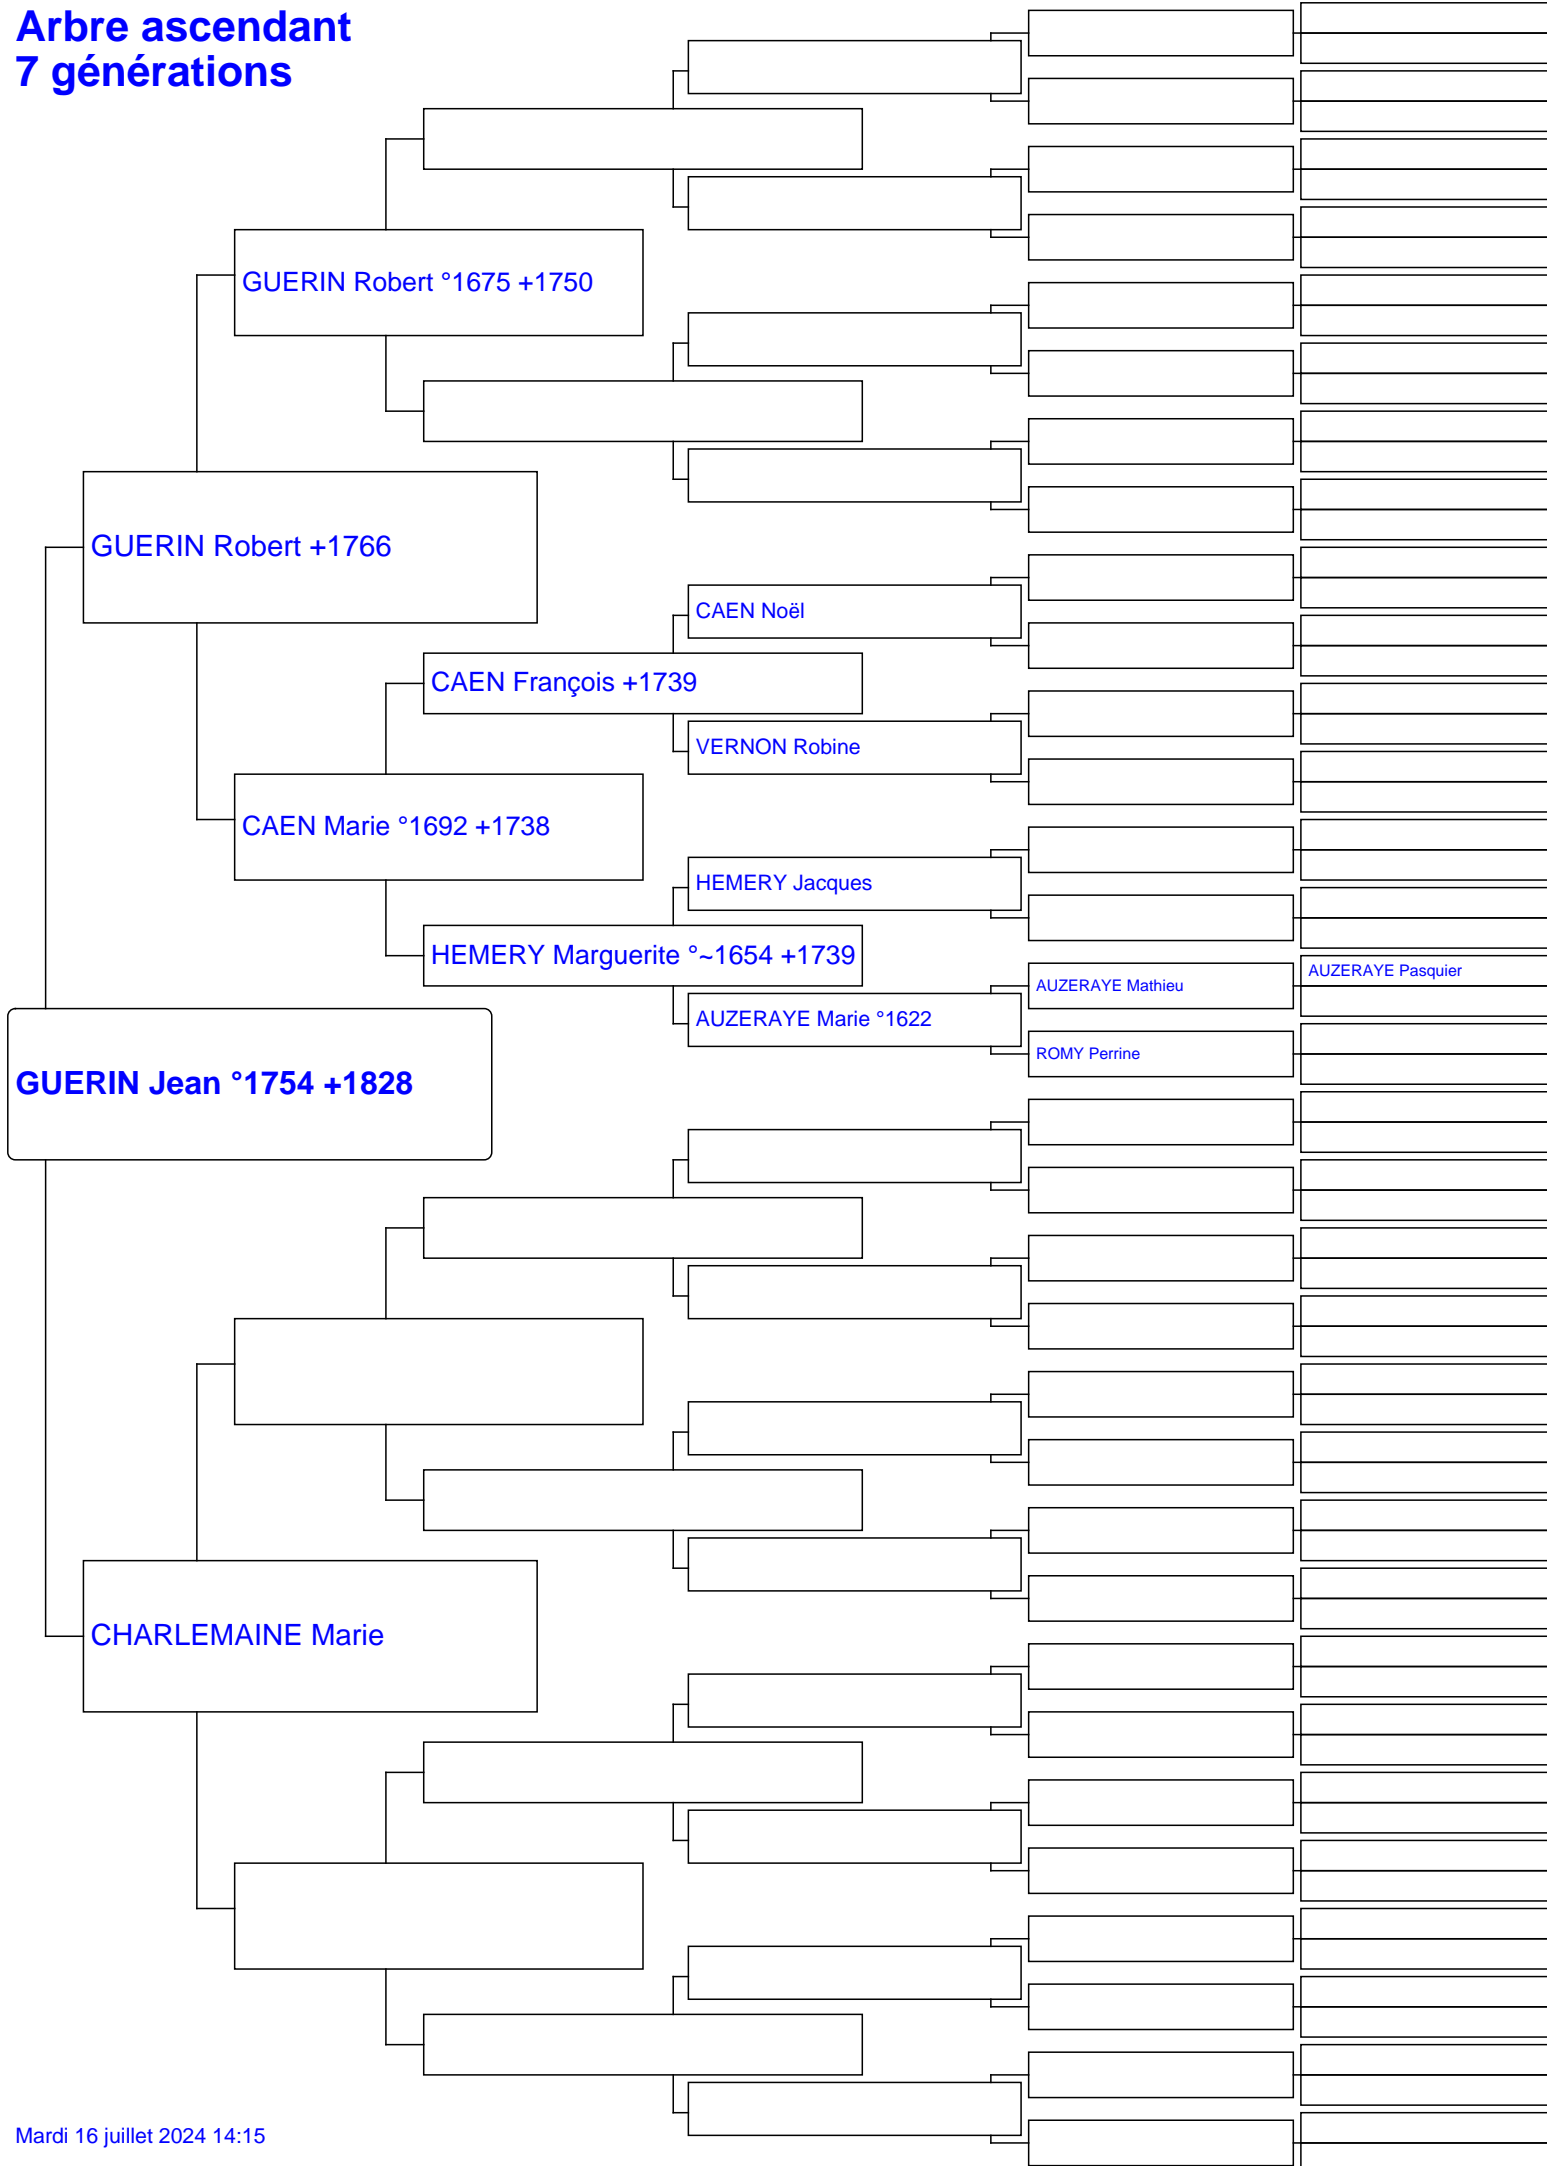 Arbre ascendant
7 générations
GUERIN Robert °1675 +1750
GUERIN Robert +1766
CAEN Noël
CAEN François +1739
VERNON Robine
CAEN Marie °1692 +1738
HEMERY Jacques
HEMERY Marguerite °~1654 +1739
AUZERAYE Pasquier
AUZERAYE Mathieu
AUZERAYE Marie °1622
ROMY Perrine
GUERIN Jean °1754 +1828
CHARLEMAINE Marie
Mardi 16 juillet 2024 14:15